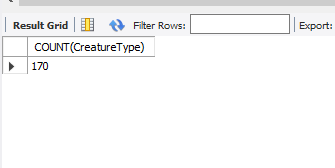 Result Grid Filter Rows: Export:
COUNT(CreatureType)
170